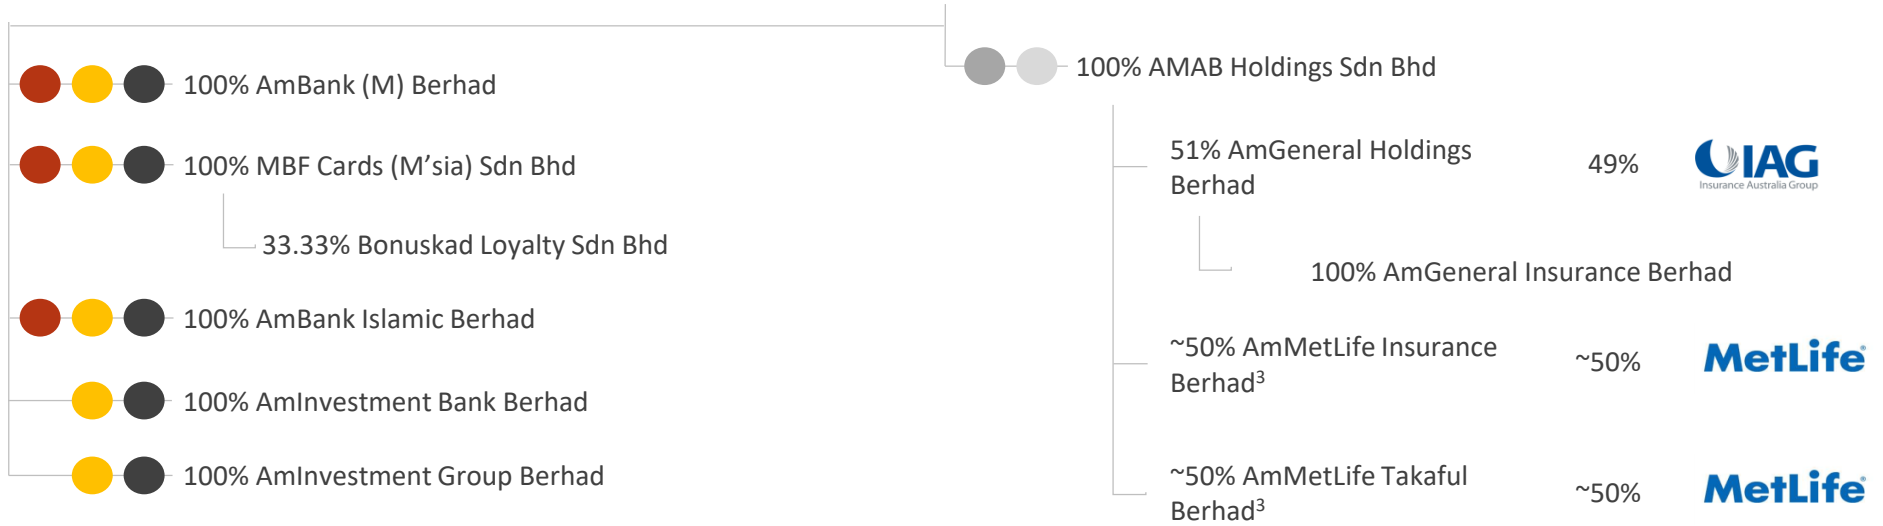 100% AmBank (M) Berhad
100% MBF Cards (M’sia) Sdn Bhd
33.33% Bonuskad Loyalty Sdn Bhd
100% AmBank Islamic Berhad
100% AmInvestment Bank Berhad
100% AmInvestment Group Berhad
100% AMAB Holdings Sdn Bhd
51% AmGeneral Holdings
Berhad
49%
IAG
Insurance Australia Group
100% AmGeneral Insurance Berhad
~50% AmMetLife Insurance
Berhad³
~50%
MetLife®
~50% AmMetLife Takaful
Berhad³
~50%
MetLife®